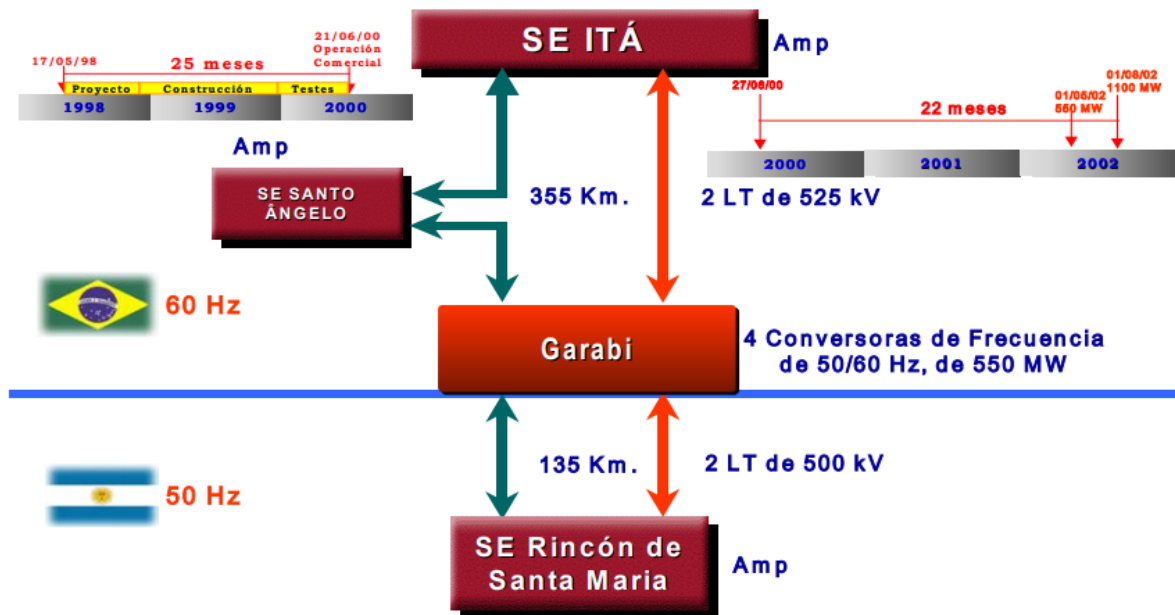 SE ITÁ
Amp
17/05/98
25 meses
21/06/00
Operación
Comercial
Proyecto
Construcción
Testes
1998
1999
2000
27/06/00
22 meses
01/05/02
550 MW
01/08/02
1100 MW
2000
2001
2002
Amp
SE SANTO
ÂNGELO
355 Km.
2 LT de 525 kV
60 Hz
Garabi
4 Conversoras de Frecuencia
de 50/60 Hz, de 550 MW
135 Km.
2 LT de 500 kV
50 Hz
SE Rincón de
Santa Maria
Amp